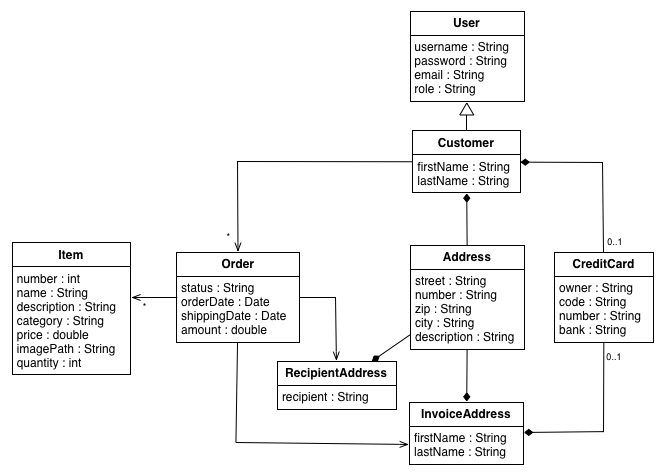 User
username : String
password : String
email : String
role : String
Customer
firstName : String
lastName : String
*
0..1
Item
number : int
name : String
description : String
category : String
price : double
imagePath : String
quantity : int
*
Order
status : String
orderDate : Date
shippingDate : Date
amount : double
Address
street : String
number : String
zip : String
city : String
description : String
CreditCard
owner : String
code : String
number : String
bank : String
0..1
RecipientAddress
recipient : String
InvoiceAddress
firstName : String
lastName : String